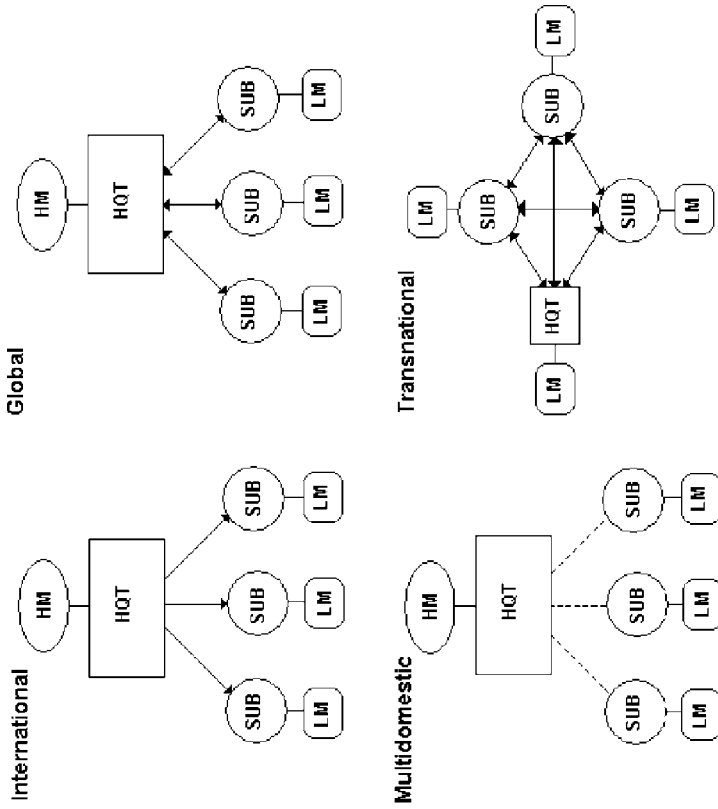 International
HM
HQT
SUB SUB SUB
LM LM LM
Global
HM
HQT
SUB SUB SUB
LM LM LM
Multidomestic
HM
HQT
SUB SUB SUB
LM LM LM
Transnational
LM
SUB
LM HQT SUB LM
SUB
LM